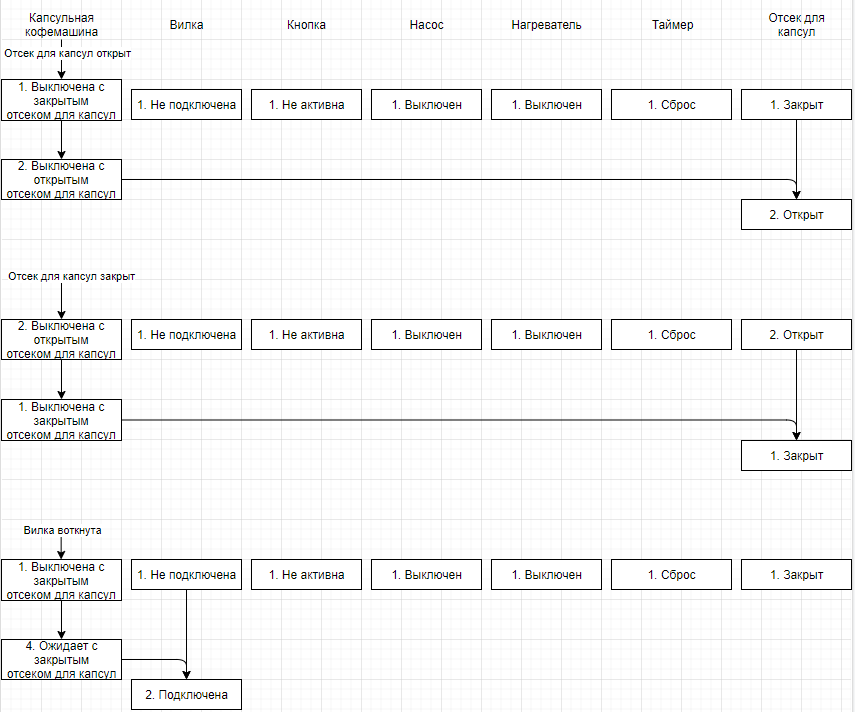 Капсульная
кофемашина
Вилка
Кнопка
Насос
Нагреватель
Таймер
Отсек для
капсул
Отсек для капсул открыт
1. Выключена с
закрытым
отсеком для капсул
1. Не подключена
1. Не активна
1. Выключен
1. Выключен
1. Сброс
1. Закрыт
2. Выключена с
открытым
отсеком для капсул
2. Открыт
Отсек для капсул закрыт
2. Выключена с
открытым
отсеком для капсул
1. Не подключена
1. Не активна
1. Выключен
1. Выключен
1. Сброс
2. Открыт
1. Выключена с
закрытым
отсеком для капсул
1. Закрыт
Вилка воткнута
1. Выключена с
закрытым
отсеком для капсул
1. Не подключена
1. Не активна
1. Выключен
1. Выключен
1. Сброс
1. Закрыт
4. Ожидает с
закрытым
отсеком для капсул
2. Подключена